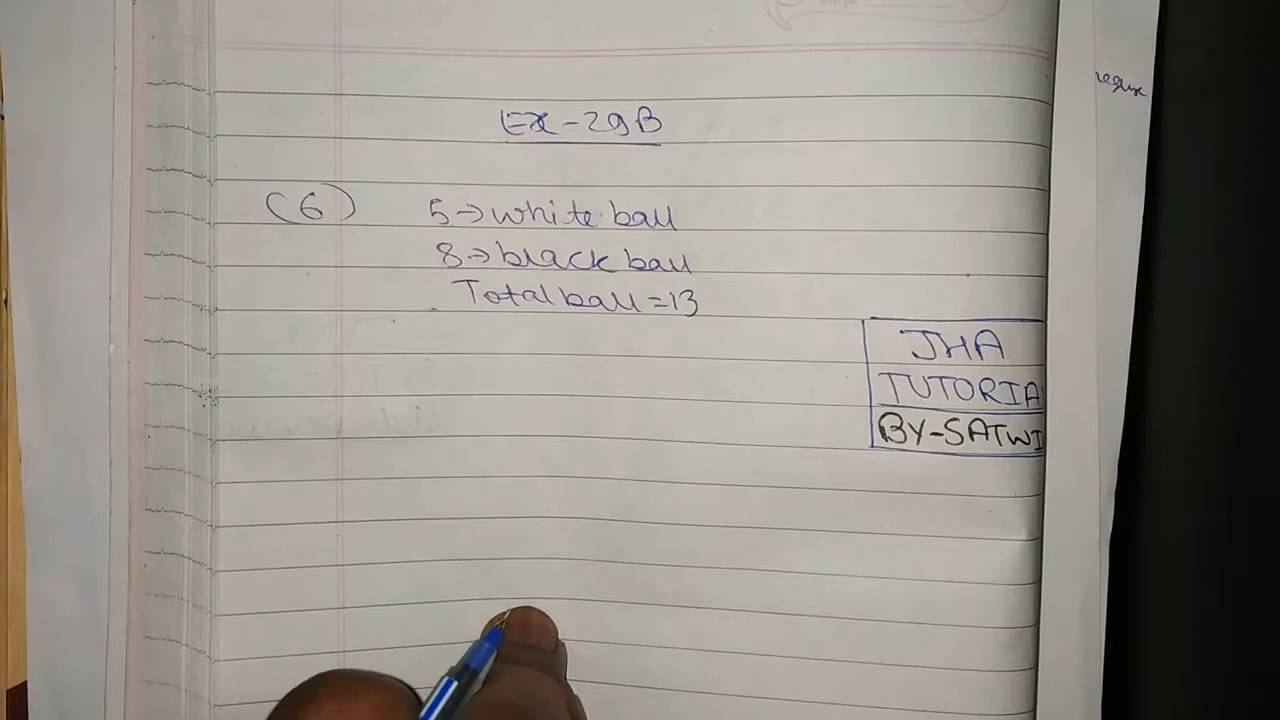 Ex-29B
(6) 5→white ball
8→black ball
Total ball=13
JHA
TUTORIA
BY-SATWI